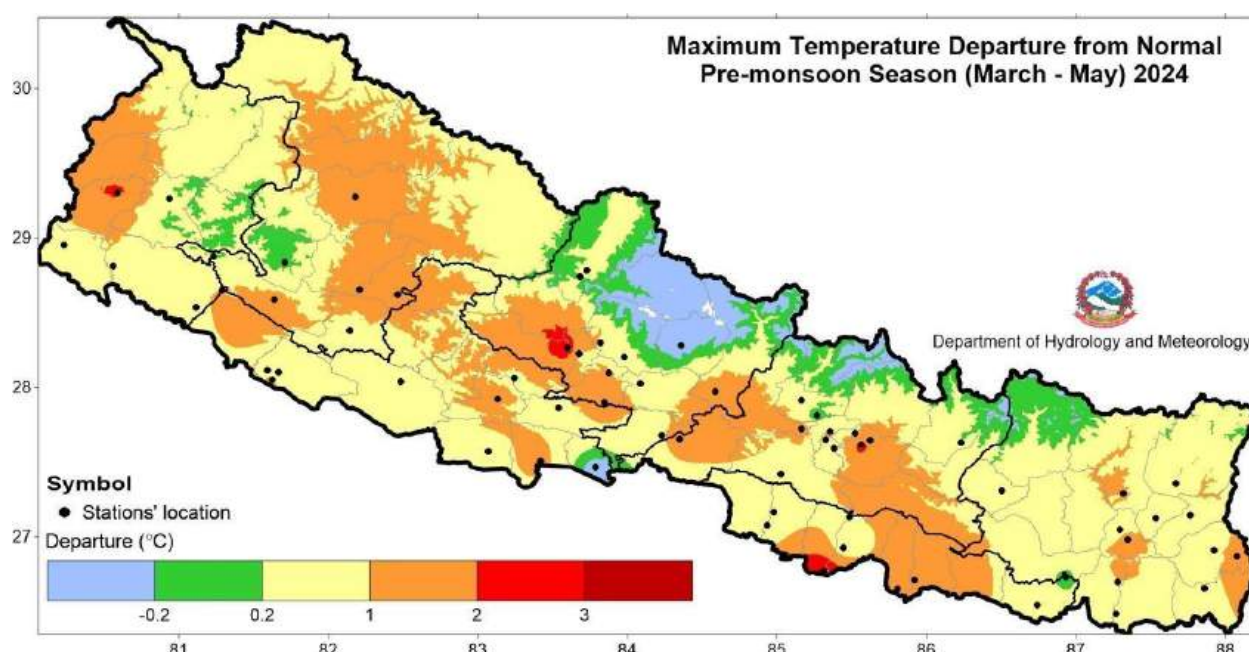 Maximum Temperature Departure from Normal
Pre-monsoon Season (March - May) 2024
30
29
Department of Hydrology and Meteorology
28
Symbol
Stations' location
27
Departure (°C)
-0.2 0.2 1 2 3
81 82 83 84 85 86 87 88